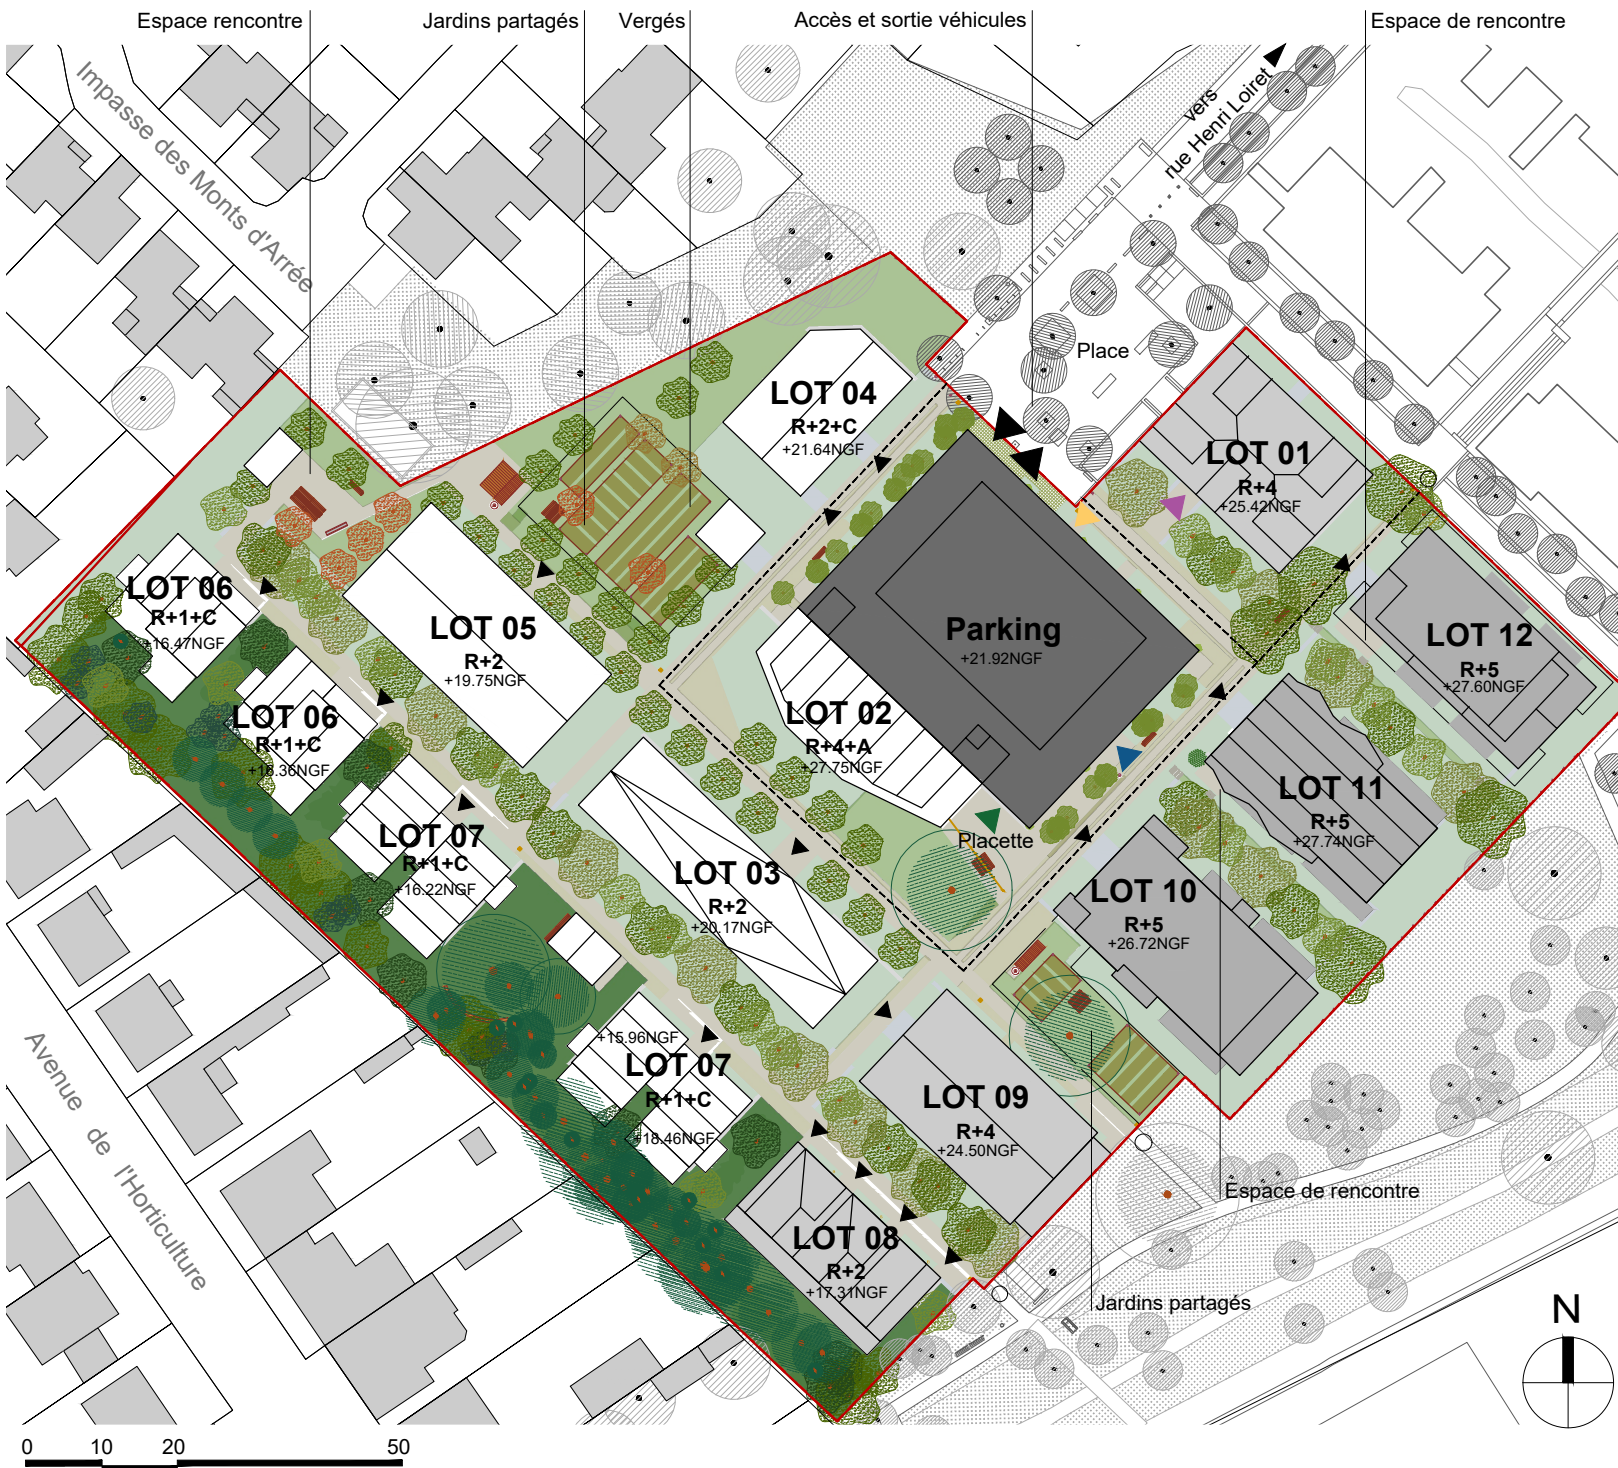 Espace rencontre
Jardins partagés
Vergés
Accès et sortie véhicules
Espace de rencontre
Impasse des Monts d'Arrée
vers
rue Henri Loiret
Place
LOT 04
R+2+C
+21.64NGF
LOT 01
R+4
+25.42NGF
LOT 06
R+1+C
+16.47NGF
LOT 05
R+2
+19.75NGF
Parking
+21.92NGF
LOT 12
R+5
+27.60NGF
LOT 06
R+1+C
+16.36NGF
LOT 02
R+4+A
+27.75NGF
LOT 11
R+5
+27.74NGF
LOT 07
R+1+C
+16.22NGF
Placette
LOT 03
R+2
+20.17NGF
LOT 10
R+5
+26.72NGF
+15.96NGF
LOT 07
R+1+C
+18.46NGF
LOT 09
R+4
+24.50NGF
Avenue de l'Horticulture
Espace de rencontre
LOT 08
R+2
+17.31NGF
Jardins partagés
N
0 10 20 50